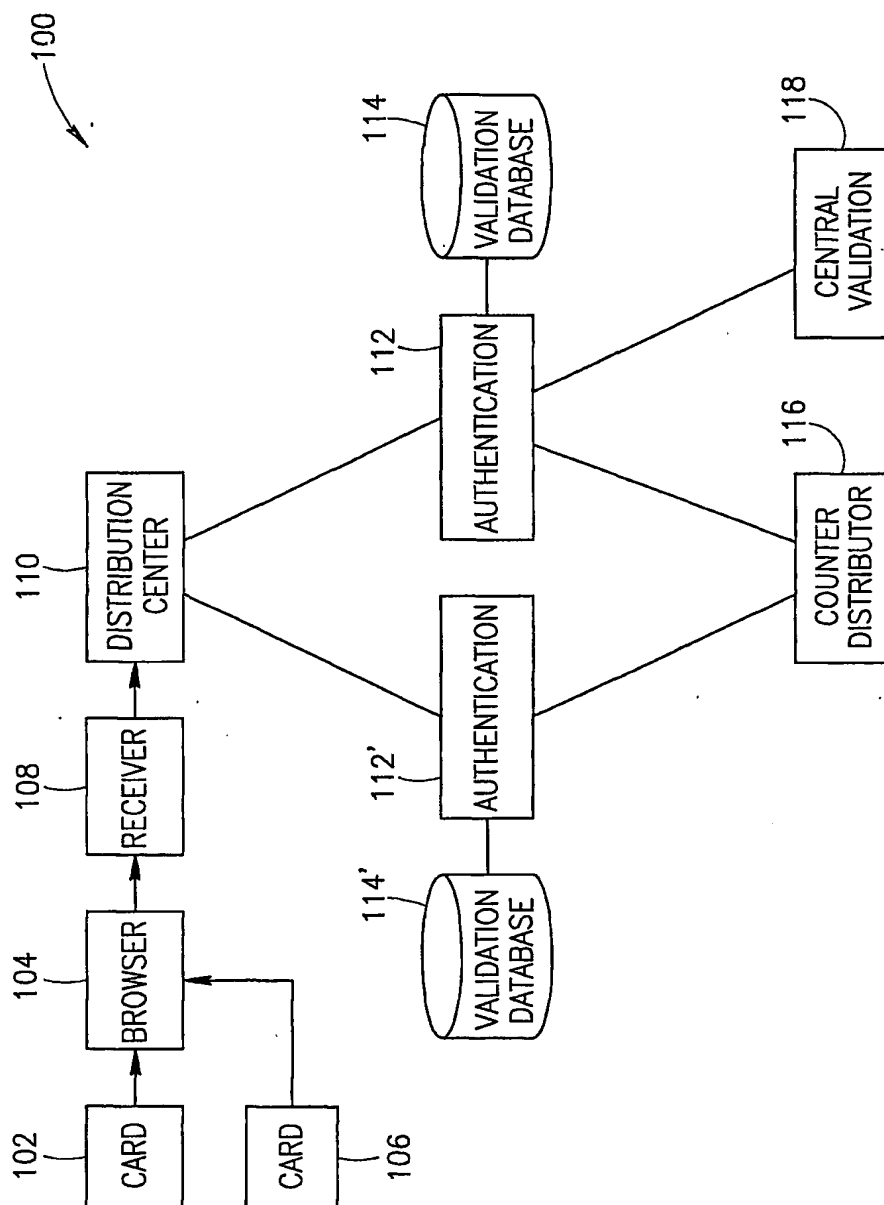 100
102
CARD
104
BROWSER
108
RECEIVER
110
DISTRIBUTION
CENTER
CARD
106
114'
VALIDATION
DATABASE
112'
AUTHENTICATION
112
AUTHENTICATION
114
VALIDATION
DATABASE
116
COUNTER
DISTRIBUTOR
118
CENTRAL
VALIDATION